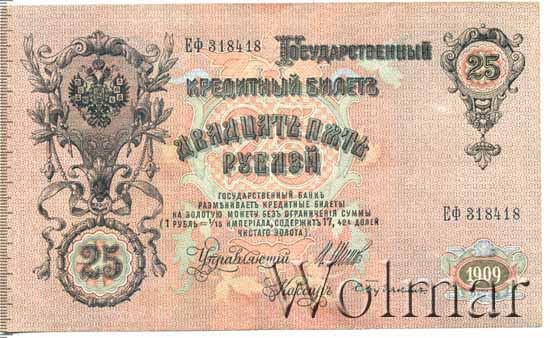 ЕФ 318418
Государственный
25
Кредитный Билетъ
Двадцать пять
рублей
Государственный банкъ
размѣниваетъ кредитные билеты
на золотую монету безъ ограниченія суммы
(1 рубль = 1/15 имперіала, содержитъ 17,424 долей
чистаго золота)
ЕФ 318418
25
Управляющій
Кассиръ
1909
Wolmar